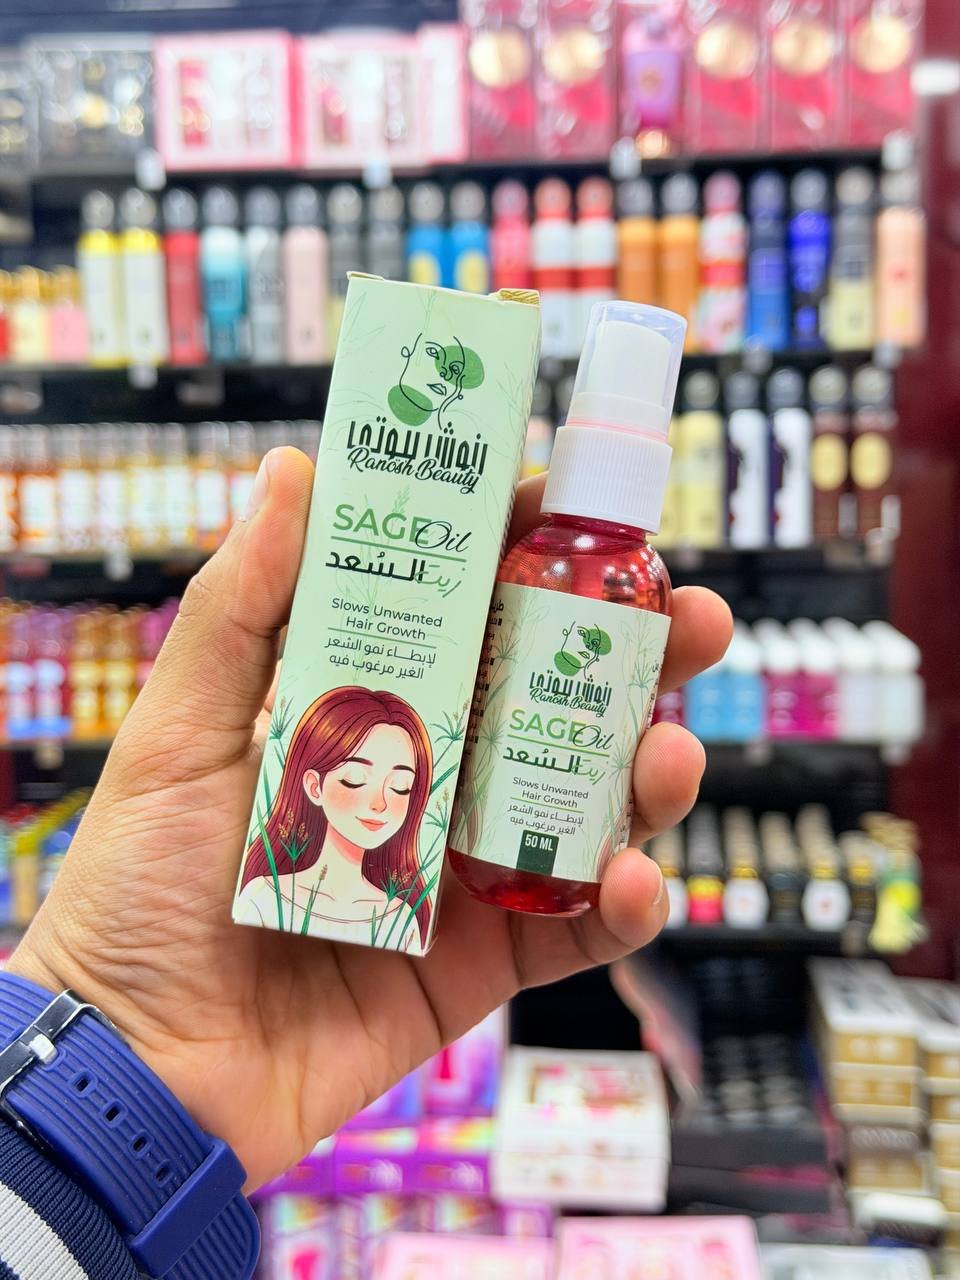 رنوش بيوتي
Ranosh Beauty
SAGE Oil
زيت السُعد
Slows Unwanted
Hair Growth
لإبطاء نمو الشعر
الغير مرغوب فيه
رنوش بيوتي
Ranosh Beauty
SAGE Oil
زيت السُعد
Slows Unwanted
Hair Growth
لإبطاء نمو الشعر
الغير مرغوب فيه
50 ML